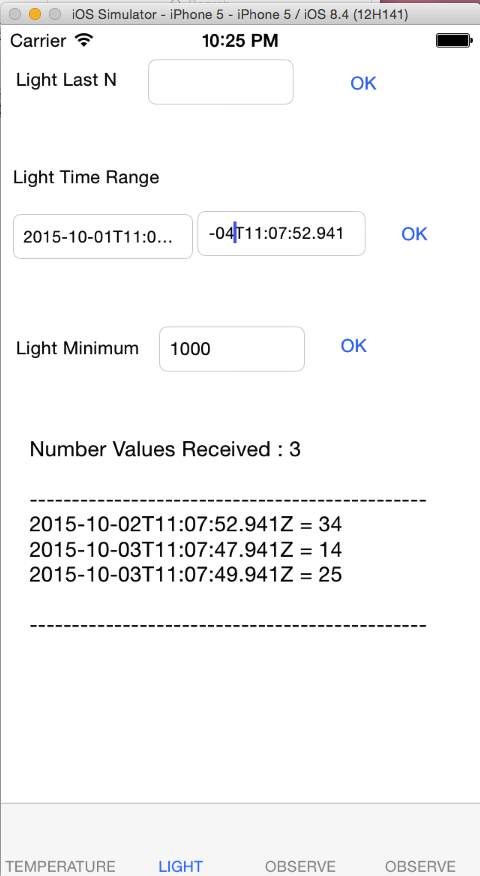 iOS Simulator - iPhone 5 - iPhone 5 / iOS 8.4 (12H141)
Carrier 10:25 PM
Light Last N OK
Light Time Range
2015-10-01T11:0... -04T11:07:52.941 OK
Light Minimum 1000 OK
Number Values Received : 3
-----------------------------------------------
2015-10-02T11:07:52.941Z = 34
2015-10-03T11:07:47.941Z = 14
2015-10-03T11:07:49.941Z = 25
-----------------------------------------------
TEMPERATURE LIGHT OBSERVE OBSERVE